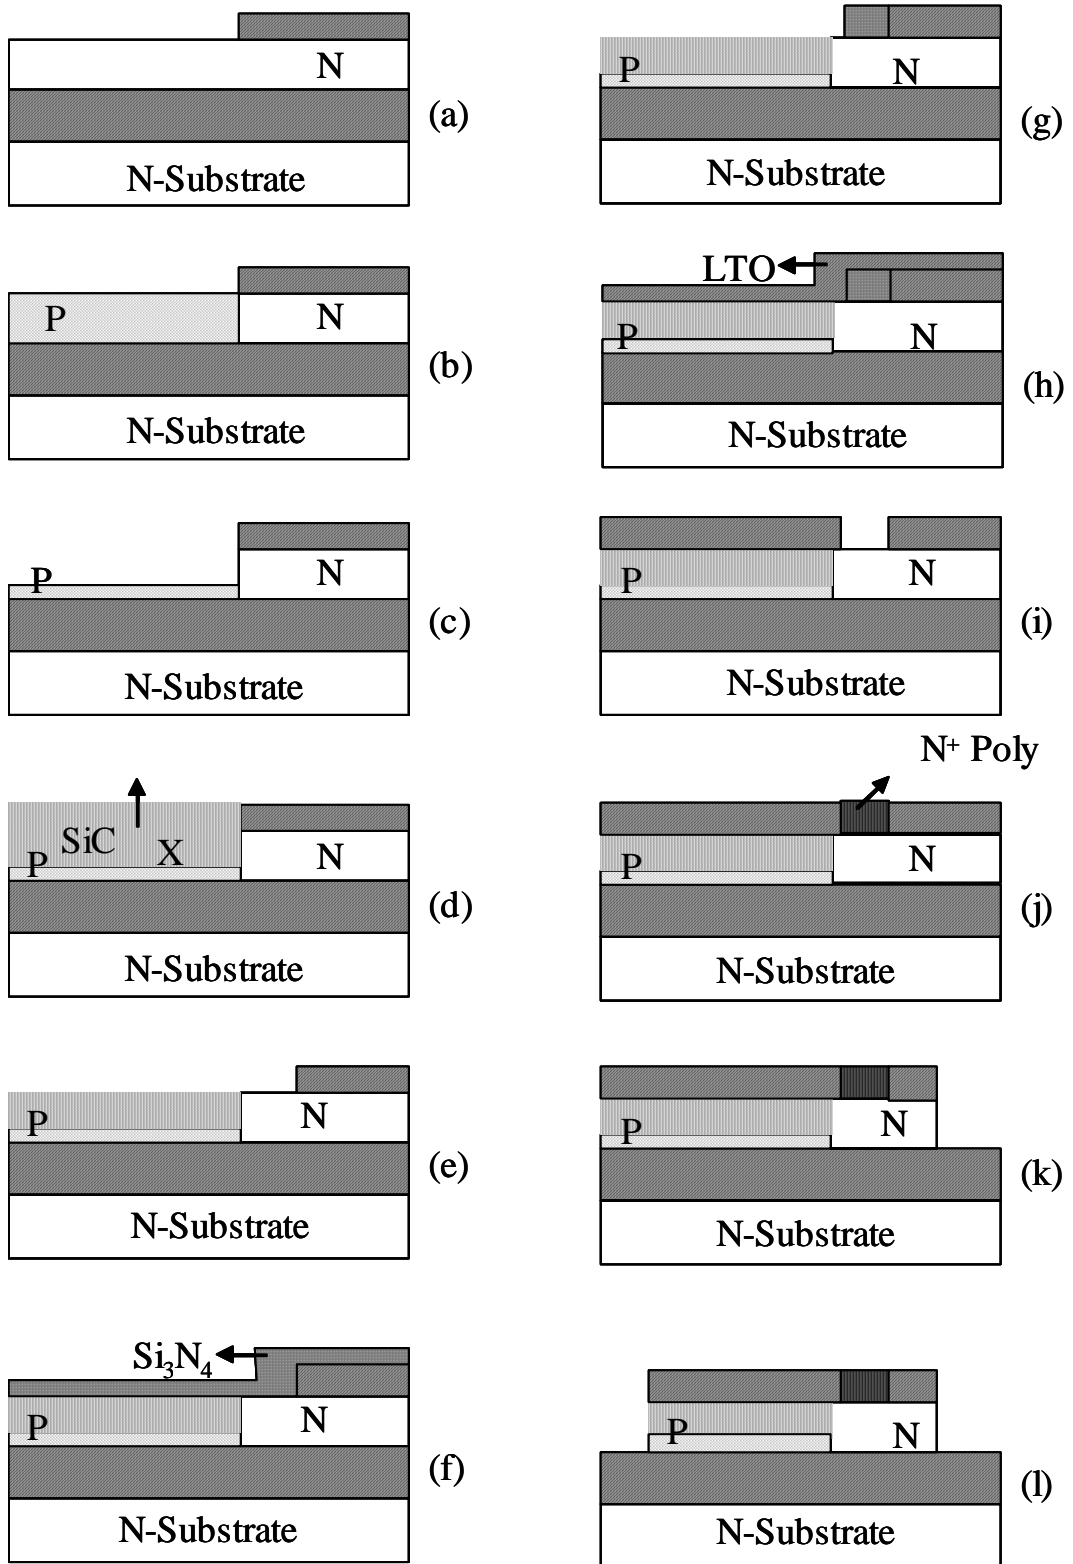 N
(a)
N-Substrate
P
N
(b)
N-Substrate
P
N
(c)
N-Substrate
SiC
X
P
N
(d)
N-Substrate
N
P
(e)
N-Substrate
Si3N4
P
N
(f)
N-Substrate
P
N
(g)
N-Substrate
LTO
P
N
(h)
N-Substrate
P
N
(i)
N-Substrate
N+ Poly
P
N
(j)
N-Substrate
P
N
(k)
N-Substrate
P
N
(l)
N-Substrate